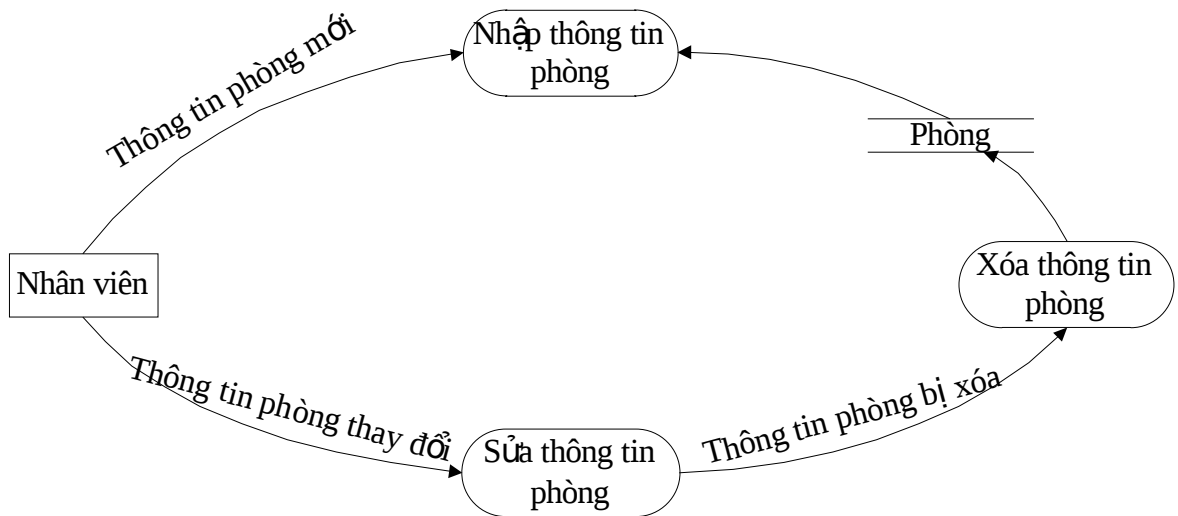 Nhập thông tin
phòng
Thông tin phòng mới
Phòng
Nhân viên
Xóa thông tin
phòng
Thông tin phòng thay đổi
Thông tin phòng bị xóa
Sửa thông tin
phòng